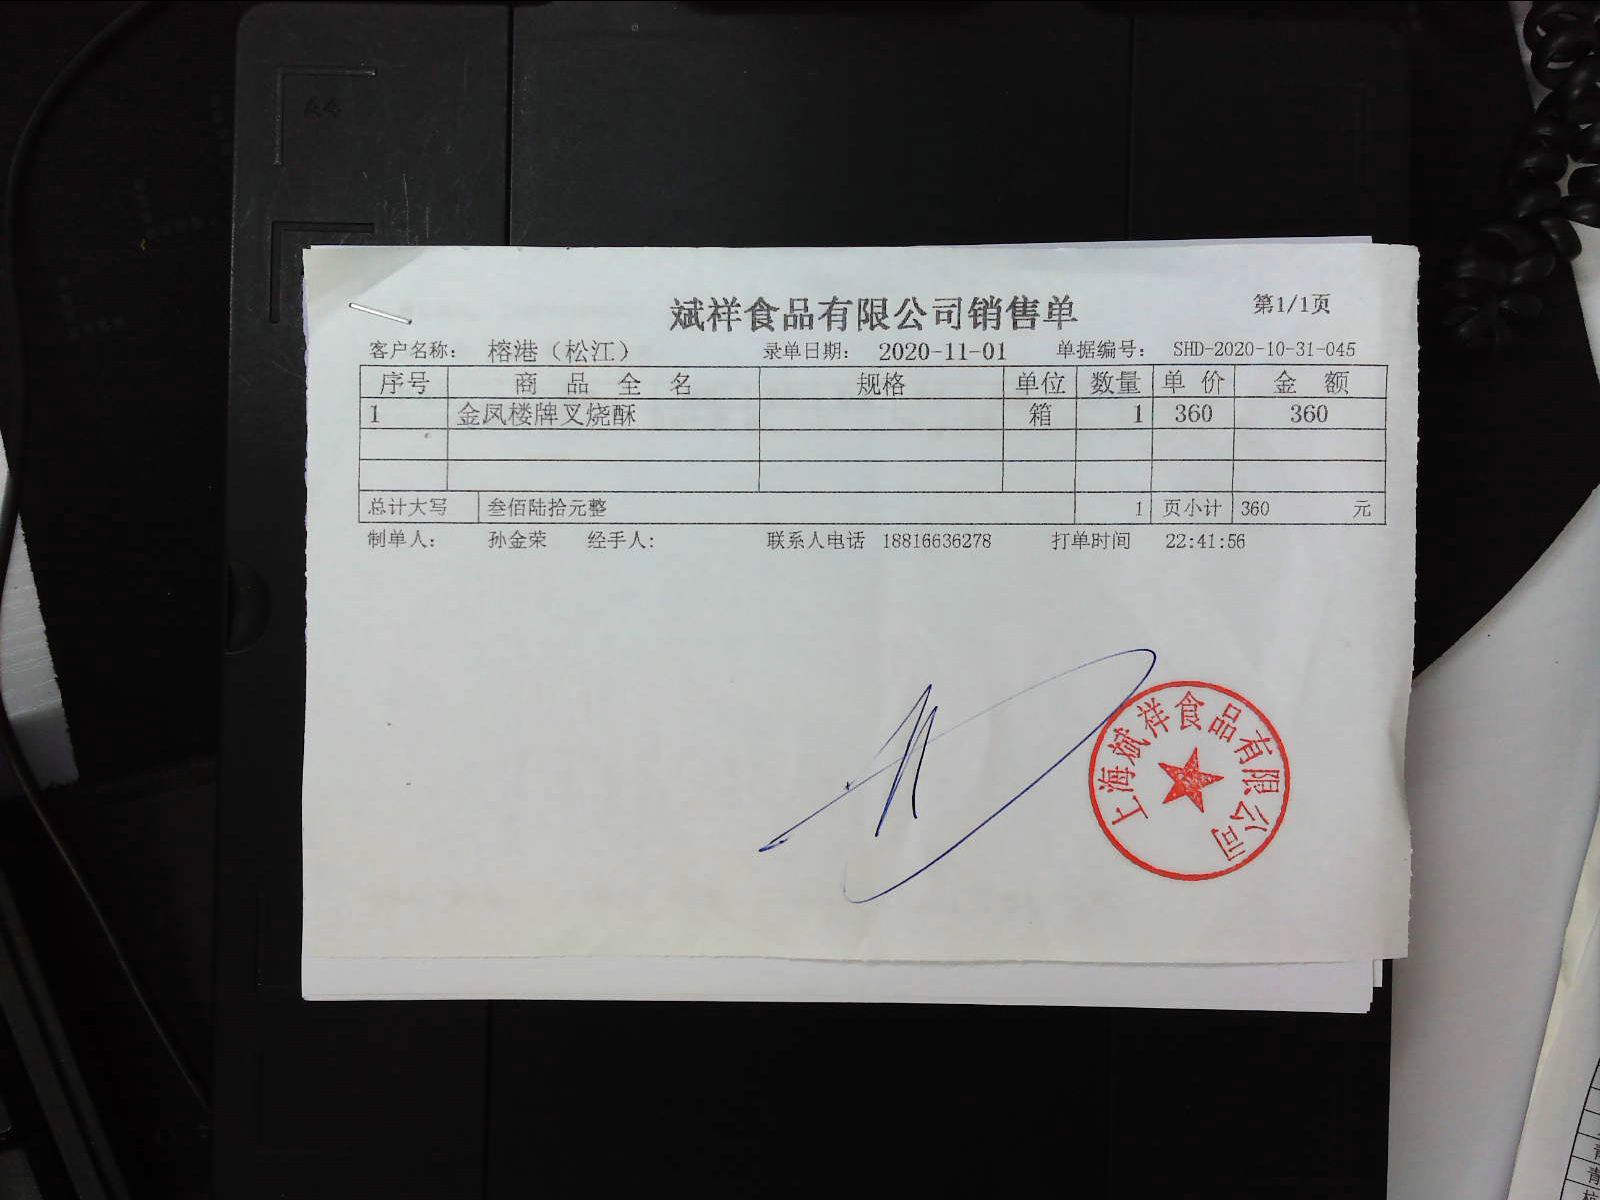 斌祥食品有限公司销售单 第1/1页
客户名称: 榕港（松江） 录单日期: 2020-11-01 单据编号: SHD-2020-10-31-045
序号 商品全名 规格 单位 数量 单价 金额
1 金凤楼牌叉烧酥 箱 1 360 360
总计大写 叁佰陆拾元整 1 页小计 360 元
制单人: 孙金荣 经手人: 联系人电话 18816636278 打单时间 22:41:56
上海斌祥食品有限公司